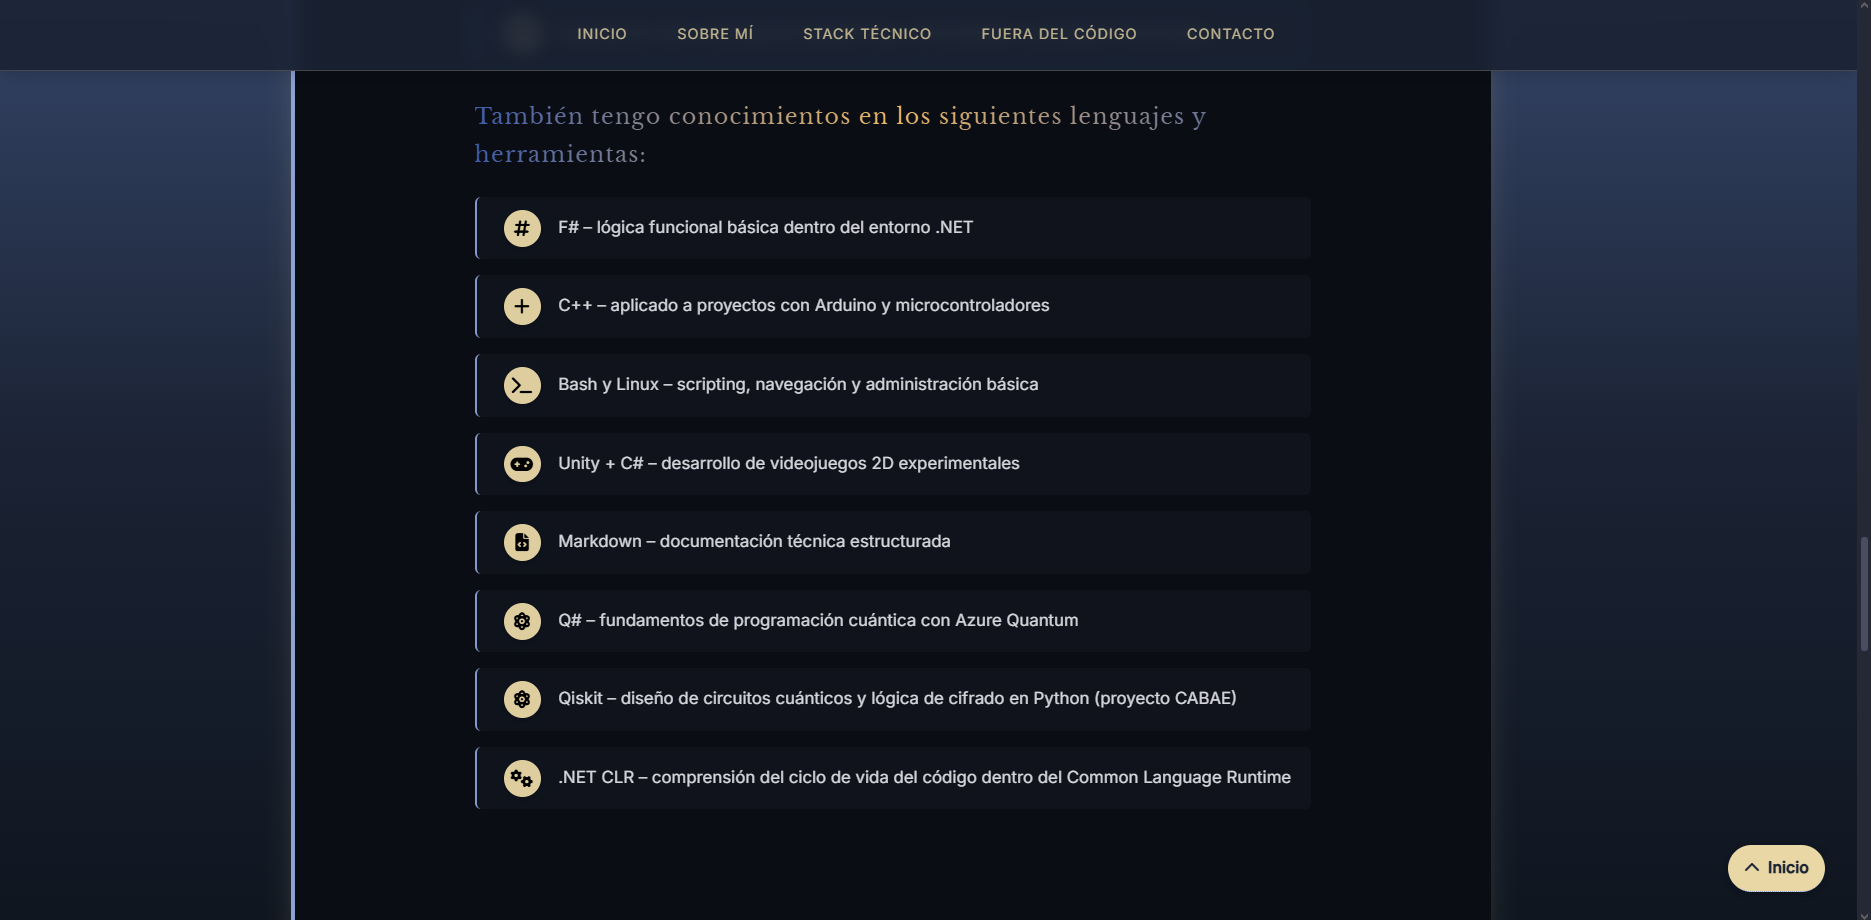 INICIO SOBRE MÍ STACK TÉCNICO FUERA DEL CÓDIGO CONTACTO
También tengo conocimientos en los siguientes lenguajes y
herramientas:
F# – lógica funcional básica dentro del entorno .NET
C++ – aplicado a proyectos con Arduino y microcontroladores
Bash y Linux – scripting, navegación y administración básica
Unity + C# – desarrollo de videojuegos 2D experimentales
Markdown – documentación técnica estructurada
Q# – fundamentos de programación cuántica con Azure Quantum
Qiskit – diseño de circuitos cuánticos y lógica de cifrado en Python (proyecto CABAE)
.NET CLR – comprensión del ciclo de vida del código dentro del Common Language Runtime
Inicio